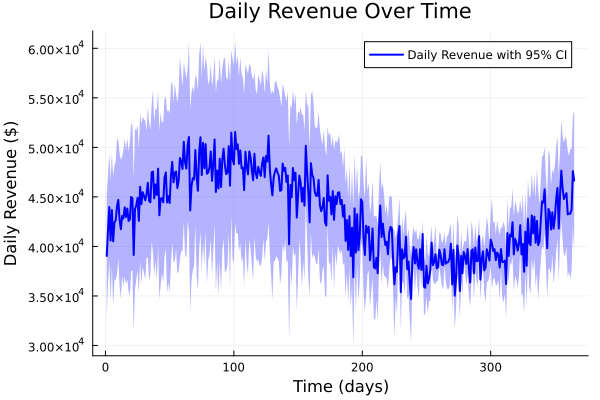 Daily Revenue Over Time
Daily Revenue with 95% CI
Daily Revenue ($)
6.00×10⁴
5.50×10⁴
5.00×10⁴
4.50×10⁴
4.00×10⁴
3.50×10⁴
3.00×10⁴
0 100 200 300
Time (days)